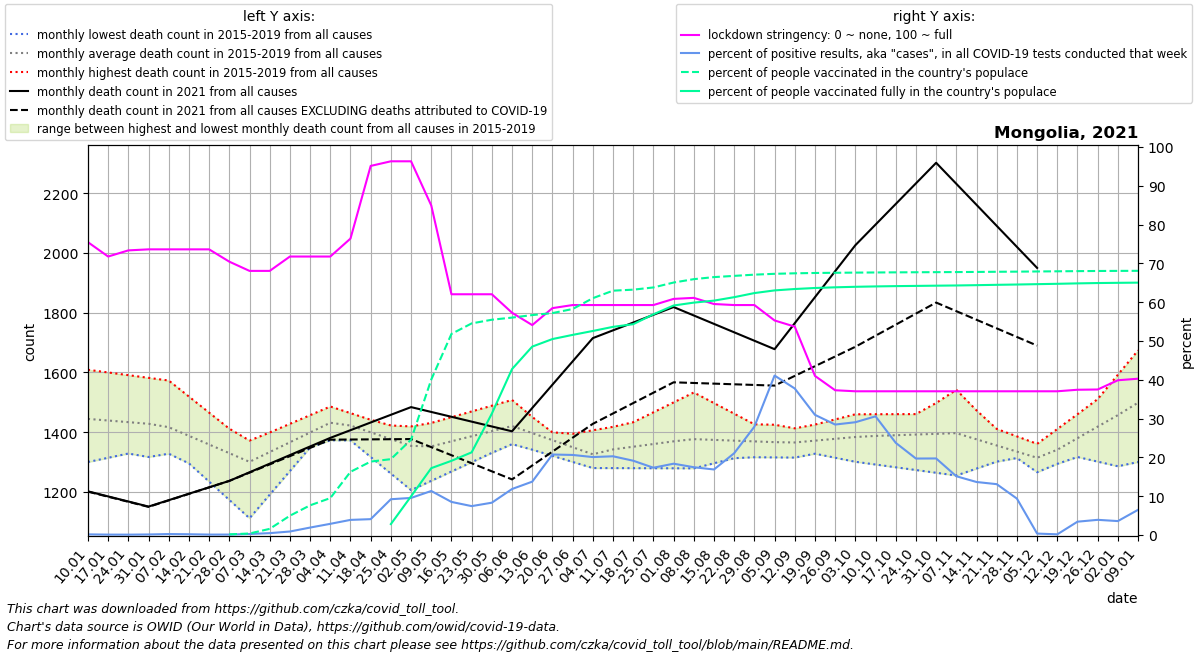 left Y axis:
monthly lowest death count in 2015-2019 from all causes
monthly average death count in 2015-2019 from all causes
monthly highest death count in 2015-2019 from all causes
monthly death count in 2021 from all causes
monthly death count in 2021 from all causes EXCLUDING deaths attributed to COVID-19
range between highest and lowest monthly death count from all causes in 2015-2019
right Y axis:
lockdown stringency: 0 ~ none, 100 ~ full
percent of positive results, aka "cases", in all COVID-19 tests conducted that week
percent of people vaccinated in the country's populace
percent of people vaccinated fully in the country's populace
Mongolia, 2021
count
2200
2000
1800
1600
1400
1200
100
90
80
70
60
50
40
30
20
10
0
percent
10.01 17.01 24.01 31.01 07.02 14.02 21.02 28.02 07.03 14.03 21.03 28.03 04.04 11.04 18.04 25.04 02.05 09.05 16.05 23.05 30.05 06.06 13.06 20.06 27.06 04.07 11.07 18.07 25.07 01.08 08.08 15.08 22.08 29.08 05.09 12.09 19.09 26.09 03.10 10.10 17.10 24.10 31.10 07.11 14.11 21.11 28.11 05.12 12.12 19.12 26.12 02.01 09.01
date
This chart was downloaded from https://github.com/czka/covid_toll_tool.
Chart's data source is OWID (Our World in Data), https://github.com/owid/covid-19-data.
For more information about the data presented on this chart please see https://github.com/czka/covid_toll_tool/blob/main/README.md.